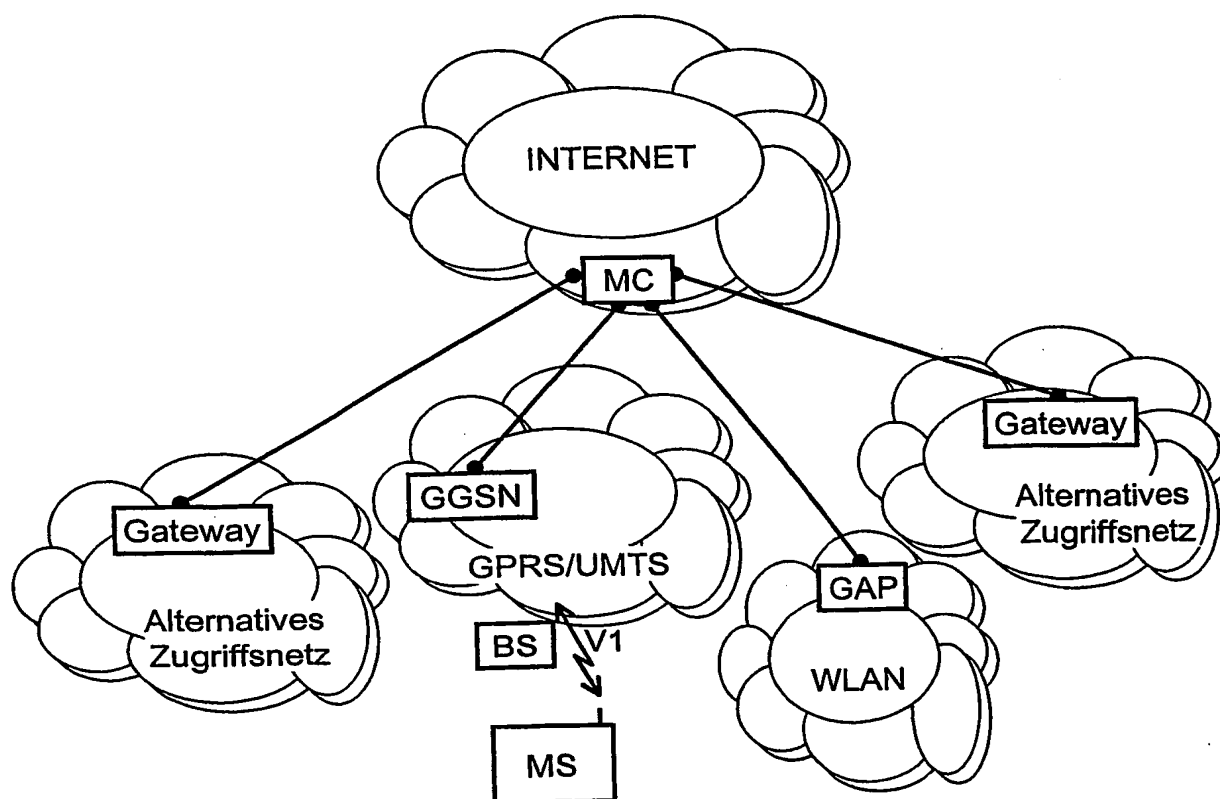 INTERNET
MC
Gateway
Alternatives
Zugriffsnetz
GGSN
GPRS/UMTS
Gateway
Alternatives
Zugriffsnetz
GAP
WLAN
BS
V1
MS